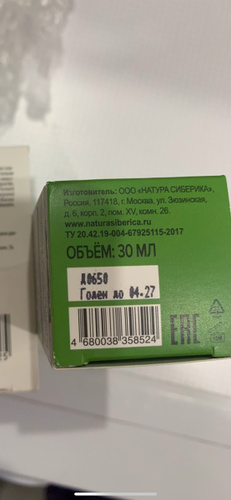 Изготовитель: ООО «НАТУРА СИБЕРИКА»,
Россия, 117418, г. Москва, ул. Зюзинская,
д. 6, корп. 2, пом. XV, комн. 26.
www.naturasiberica.ru
ТУ 20.42.19-004-67925115-2017
ОБЪЁМ: 30 МЛ
Л0650
Годен до 04.27
4 680038 358524
EAC